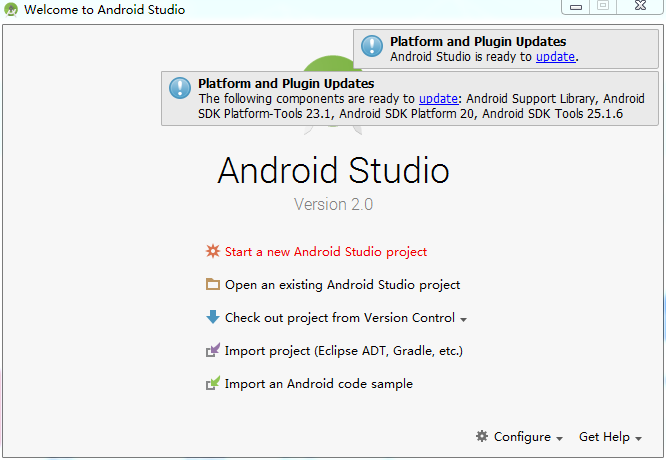 Welcome to Android Studio
Platform and Plugin Updates
Android Studio is ready to update.
Platform and Plugin Updates
The following components are ready to update: Android Support Library, Android
SDK Platform-Tools 23.1, Android SDK Platform 20, Android SDK Tools 25.1.6
Android Studio
Version 2.0
Start a new Android Studio project
Open an existing Android Studio project
Check out project from Version Control
Import project (Eclipse ADT, Gradle, etc.)
Import an Android code sample
Configure Get Help